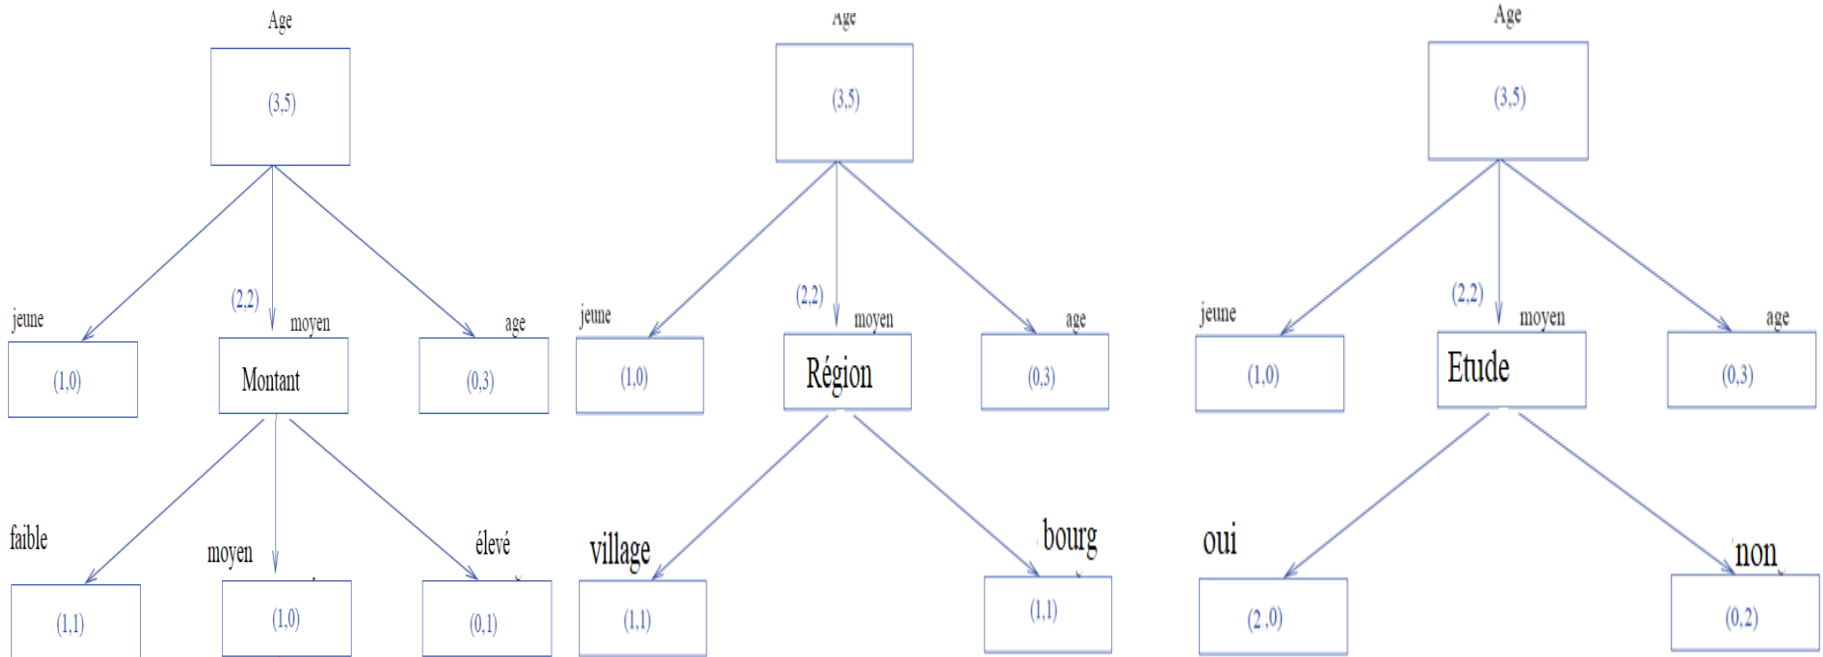 Age
(3,5)
(2,2)
jeune
moyen
age
(1,0)
Montant
(0,3)
faible
moyen
élevé
(1,1)
(1,0)
(0,1)
Age
(3,5)
(2,2)
jeune
moyen
age
(1,0)
Région
(0,3)
village
bourg
(1,1)
(1,1)
Age
(3,5)
(2,2)
jeune
moyen
age
(1,0)
Etude
(0,3)
oui
non
(2,0)
(0,2)